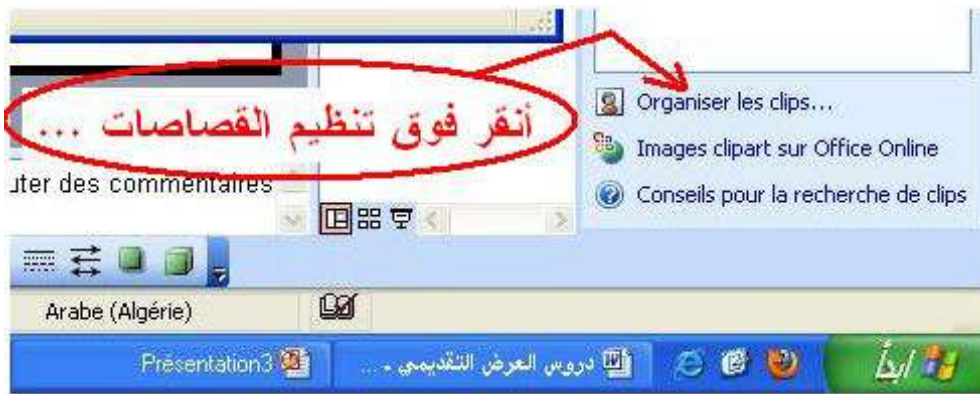 Organiser les clips...
أنقر فوق تنظيم القصاصات ...
Images clipart sur Office Online
uter des commentaires
Conseils pour la recherche de clips
Arabe (Algérie)
Présentation3
دروس العرض التقديمي - ...
ابدأ